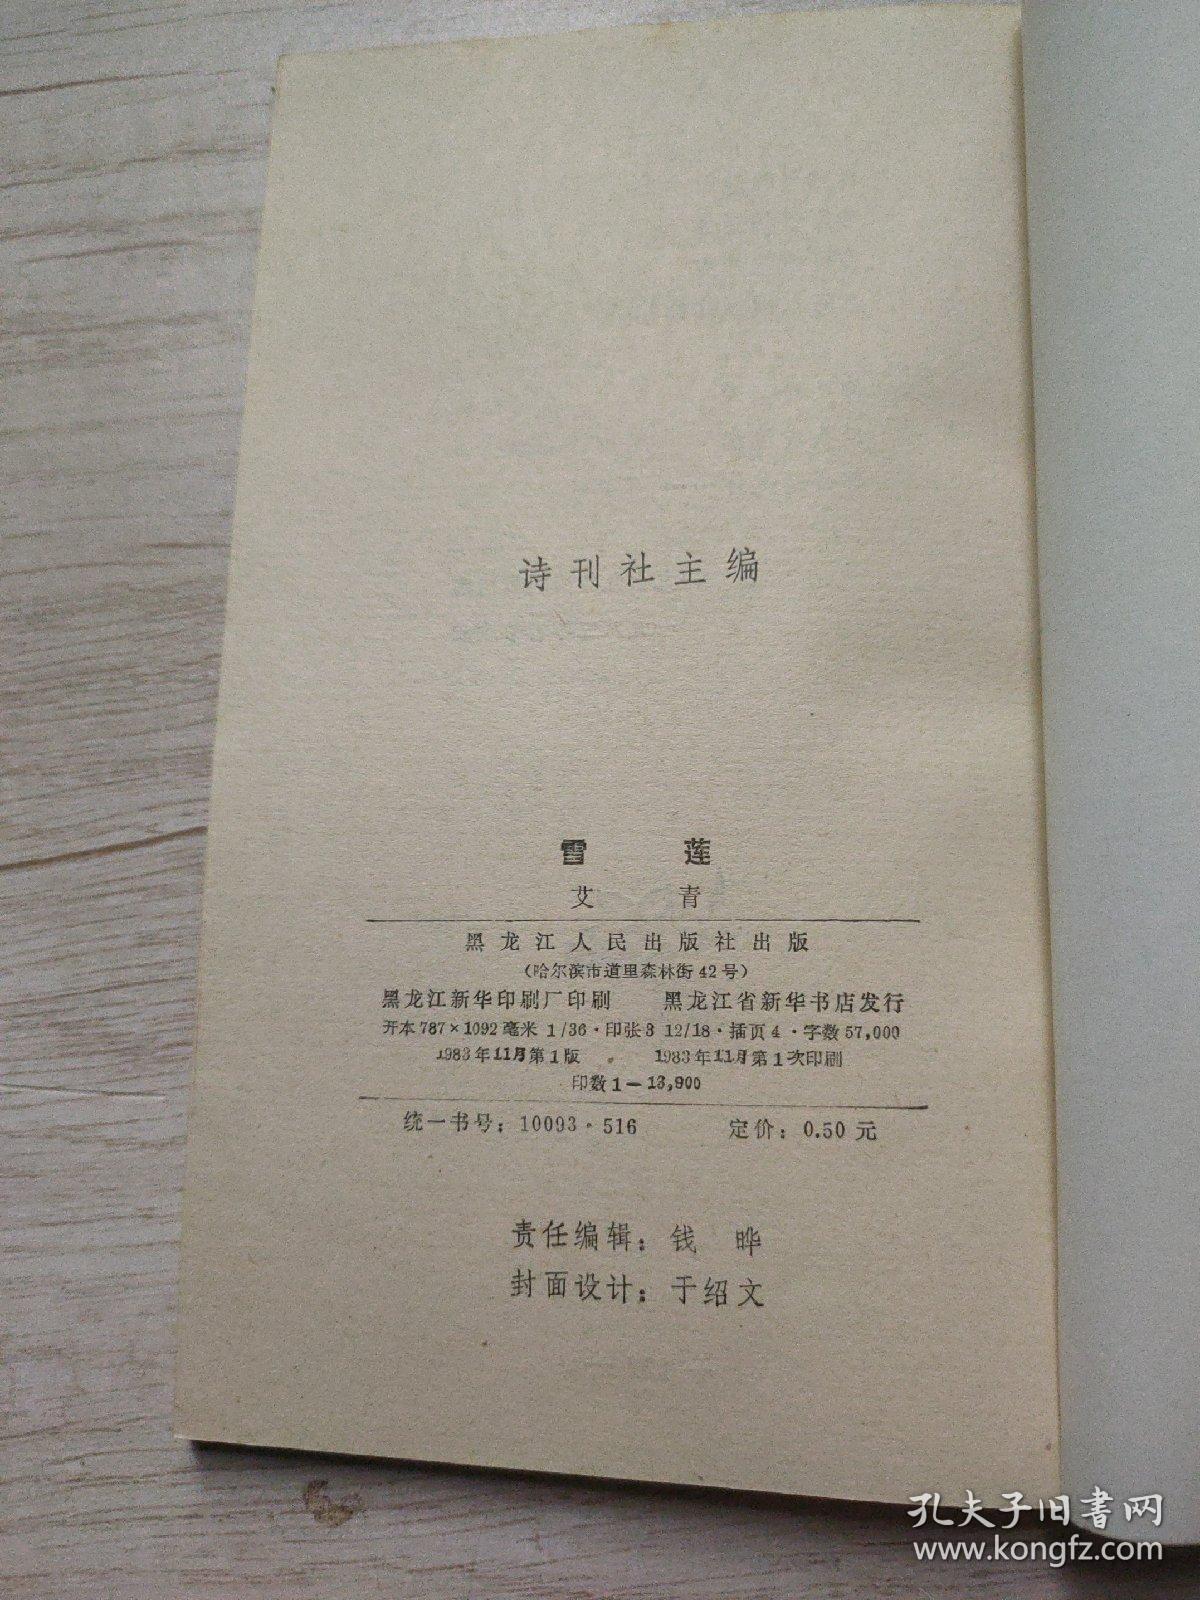 诗刊社主编
雪 莲
艾 青
黑龙江人民出版社出版
（哈尔滨市道里森林街42号）
黑龙江新华印刷厂印刷 黑龙江省新华书店发行
开本787×1092毫米 1/36·印张3 12/18·插页4·字数57,000
1983年11月第1版 1983年11月第1次印刷
印数1—13,900
统一书号：10093·516 定价：0.50元
责任编辑：钱 晔
封面设计：于绍文
孔夫子旧书网
www.kongfz.com